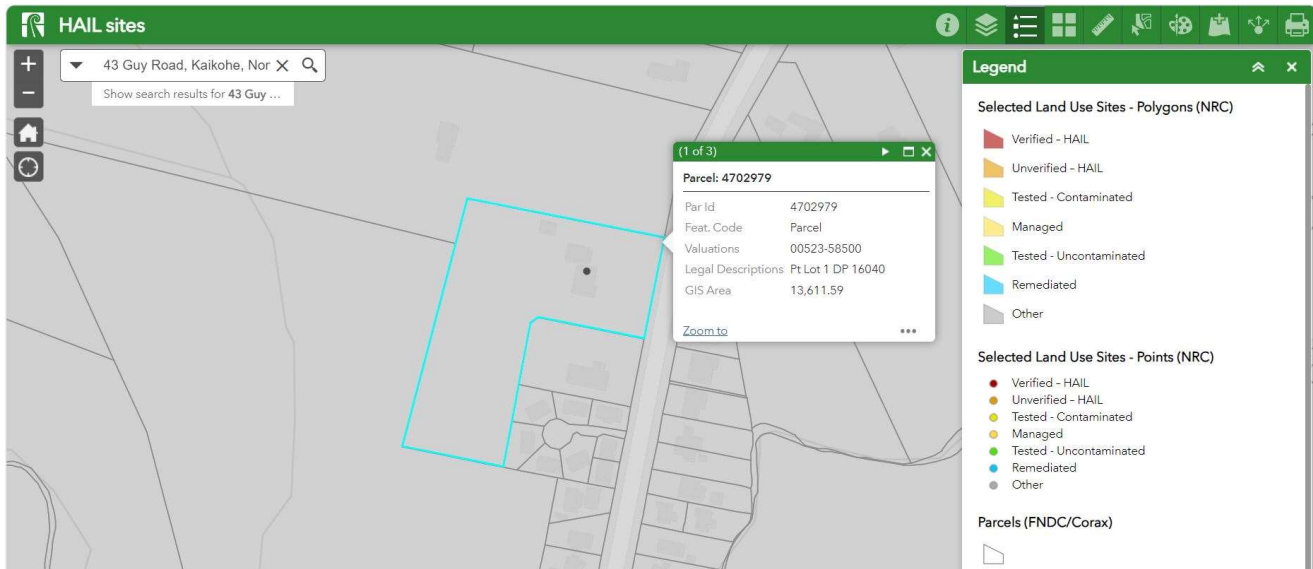 HAIL sites
+
43 Guy Road, Kaikohe, Nor
Show search results for 43 Guy ...
−
(1 of 3)
Parcel: 4702979
Par Id 4702979
Feat. Code Parcel
Valuations 00523-58500
Legal Descriptions Pt Lot 1 DP 16040
GIS Area 13,611.59
Zoom to
Legend
Selected Land Use Sites - Polygons (NRC)
Verified – HAIL
Unverified – HAIL
Tested - Contaminated
Managed
Tested - Uncontaminated
Remediated
Other
Selected Land Use Sites - Points (NRC)
Verified – HAIL
Unverified – HAIL
Tested - Contaminated
Managed
Tested - Uncontaminated
Remediated
Other
Parcels (FNDC/Corax)